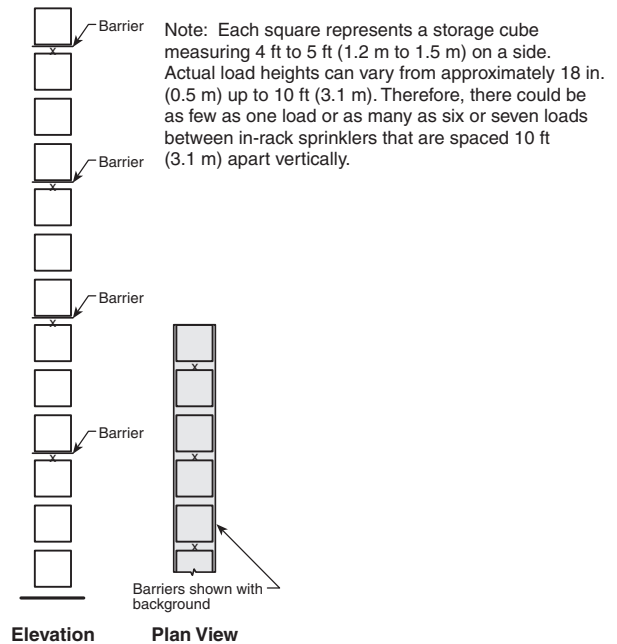 Barrier
Note: Each square represents a storage cube
measuring 4 ft to 5 ft (1.2 m to 1.5 m) on a side.
Actual load heights can vary from approximately 18 in.
(0.5 m) up to 10 ft (3.1 m). Therefore, there could be
as few as one load or as many as six or seven loads
between in-rack sprinklers that are spaced 10 ft
(3.1 m) apart vertically.
x
Barrier
x
Barrier
x
x
Barrier
x
x
x
Barriers shown with
background
Elevation
Plan View